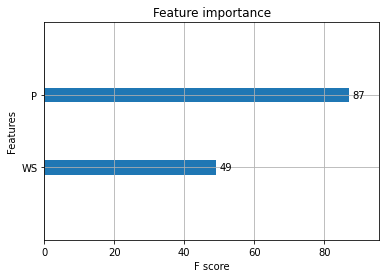 Feature importance
Features
P
87
WS
49
0 20 40 60 80
F score